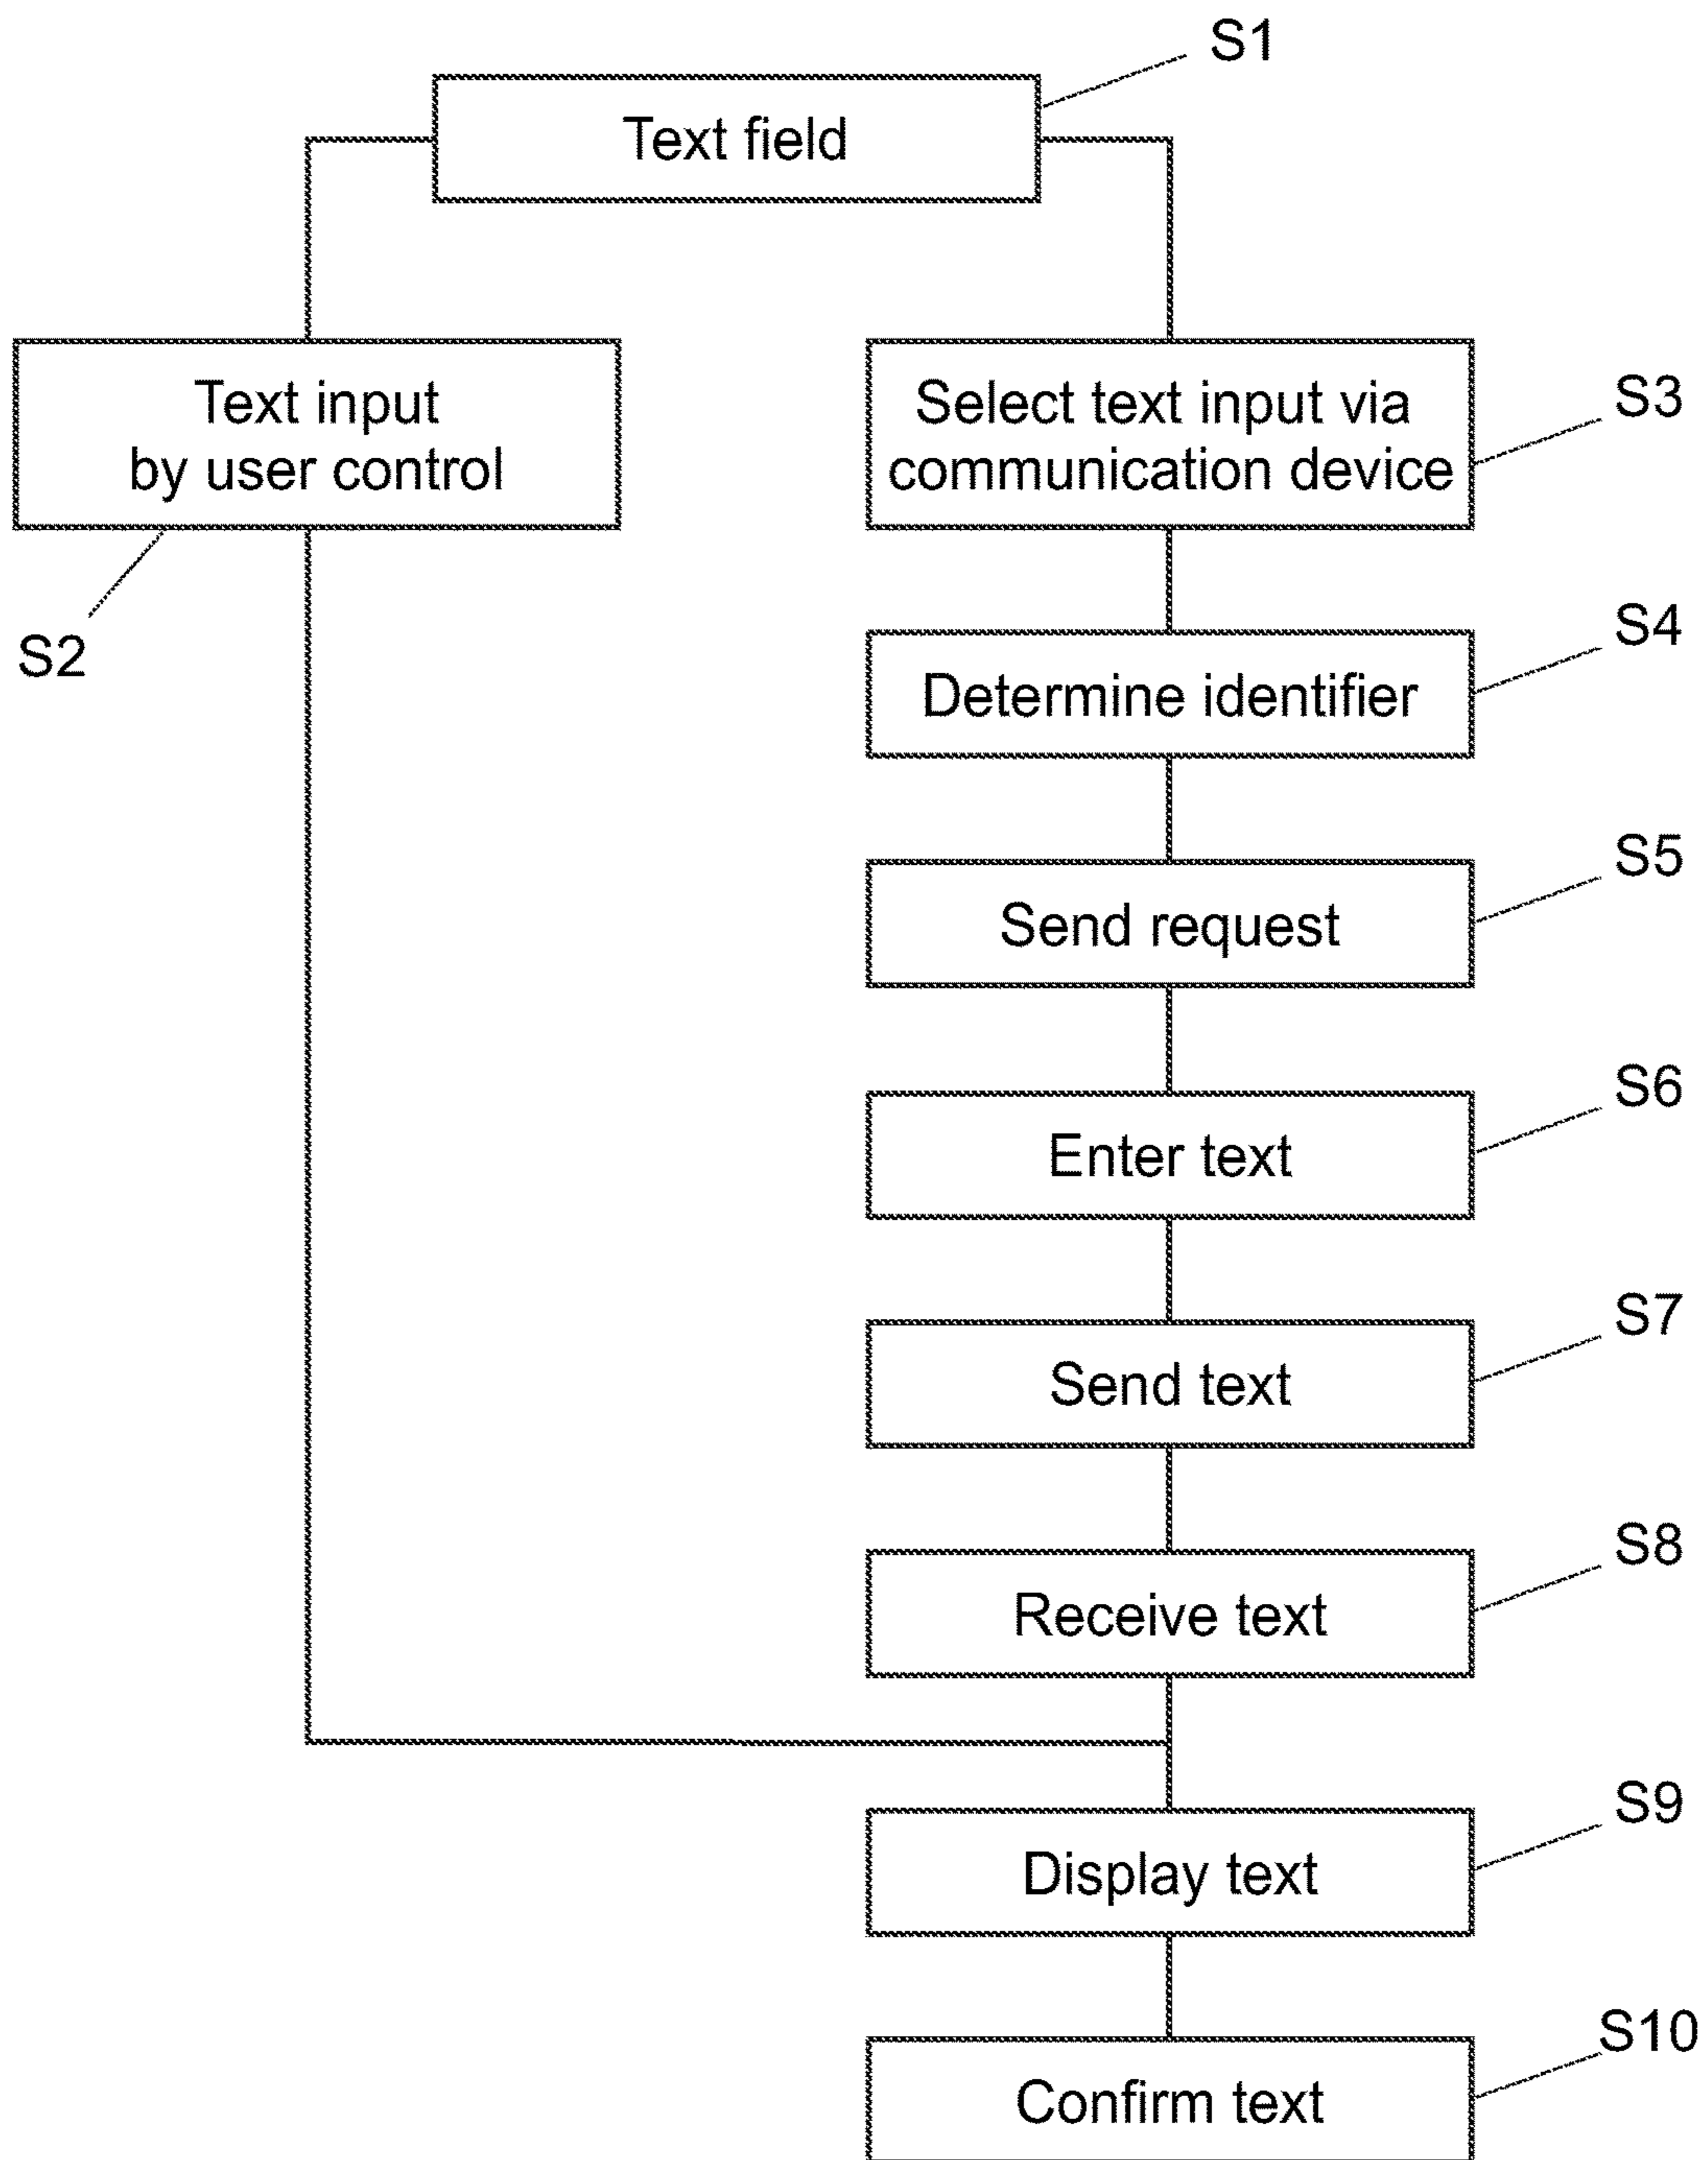 S1
Text field
Text input
by user control
S2
Select text input via
communication device
S3
Determine identifier
S4
Send request
S5
Enter text
S6
Send text
S7
Receive text
S8
Display text
S9
Confirm text
S10